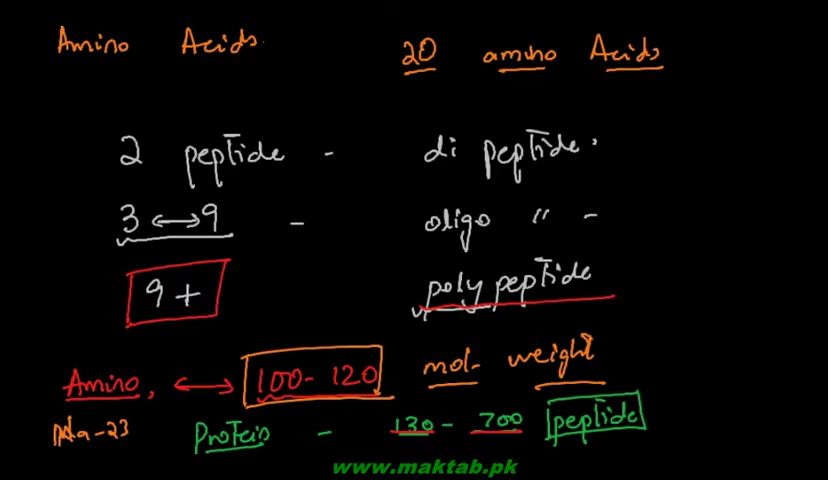 Amino Acids. 20 amino Acids
2 peptide - di peptide.
3 ↔ 9 - oligo " -
9 + poly peptide
Amino, ↔ 100 - 120 mol- weight
-23 Protein - 130 - 700 peptide
www.maktab.pk